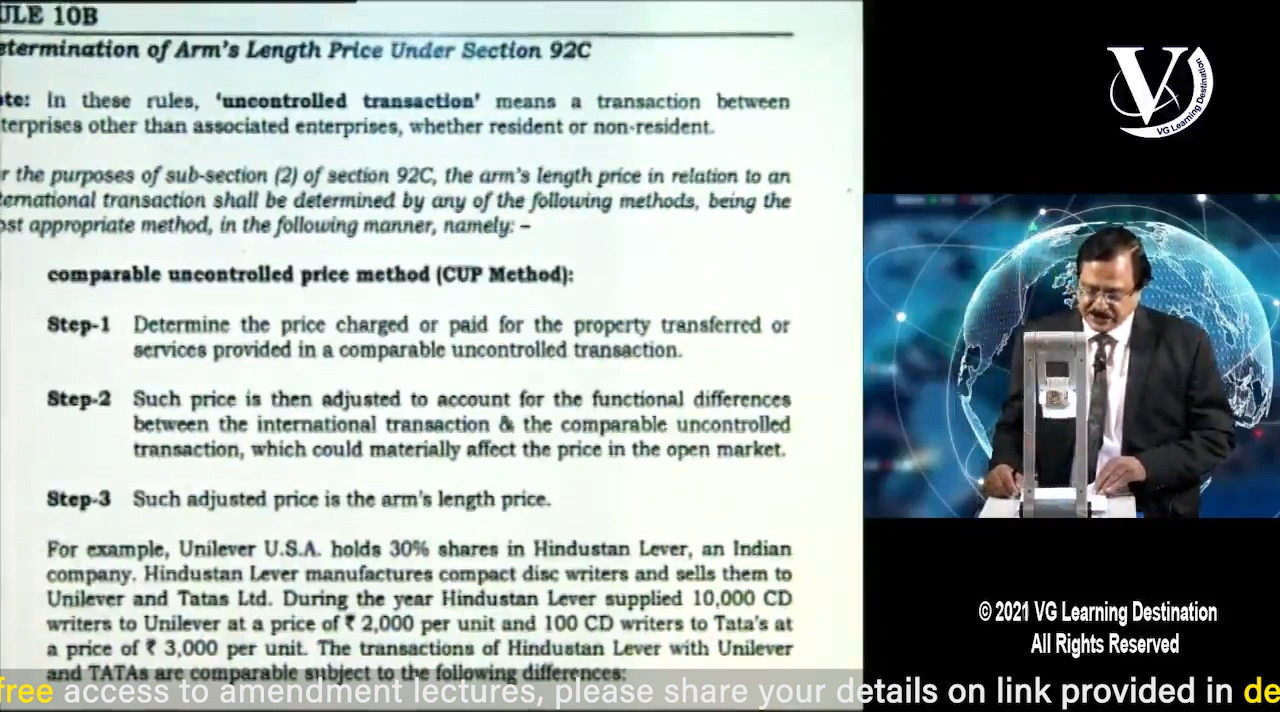 ULE 10B
etermination of Arm's Length Price Under Section 92C
ote: In these rules, 'uncontrolled transaction' means a transaction between
terprises other than associated enterprises, whether resident or non-resident.
r the purposes of sub-section (2) of section 92C, the arm's length price in relation to an
ernational transaction shall be determined by any of the following methods, being the
ost appropriate method, in the following manner, namely: –
comparable uncontrolled price method (CUP Method):
Step-1 Determine the price charged or paid for the property transferred or
services provided in a comparable uncontrolled transaction.
Step-2 Such price is then adjusted to account for the functional differences
between the international transaction & the comparable uncontrolled
transaction, which could materially affect the price in the open market.
Step-3 Such adjusted price is the arm's length price.
For example, Unilever U.S.A. holds 30% shares in Hindustan Lever, an Indian
company. Hindustan Lever manufactures compact disc writers and sells them to
Unilever and Tatas Ltd. During the year Hindustan Lever supplied 10,000 CD
writers to Unilever at a price of ₹ 2,000 per unit and 100 CD writers to Tata's at
a price of ₹ 3,000 per unit. The transactions of Hindustan Lever with Unilever
and TATAs are comparable subject to the following differences:
V
VG Learning Destination
© 2021 VG Learning Destination
All Rights Reserved
free access to amendment lectures, please share your details on link provided in de